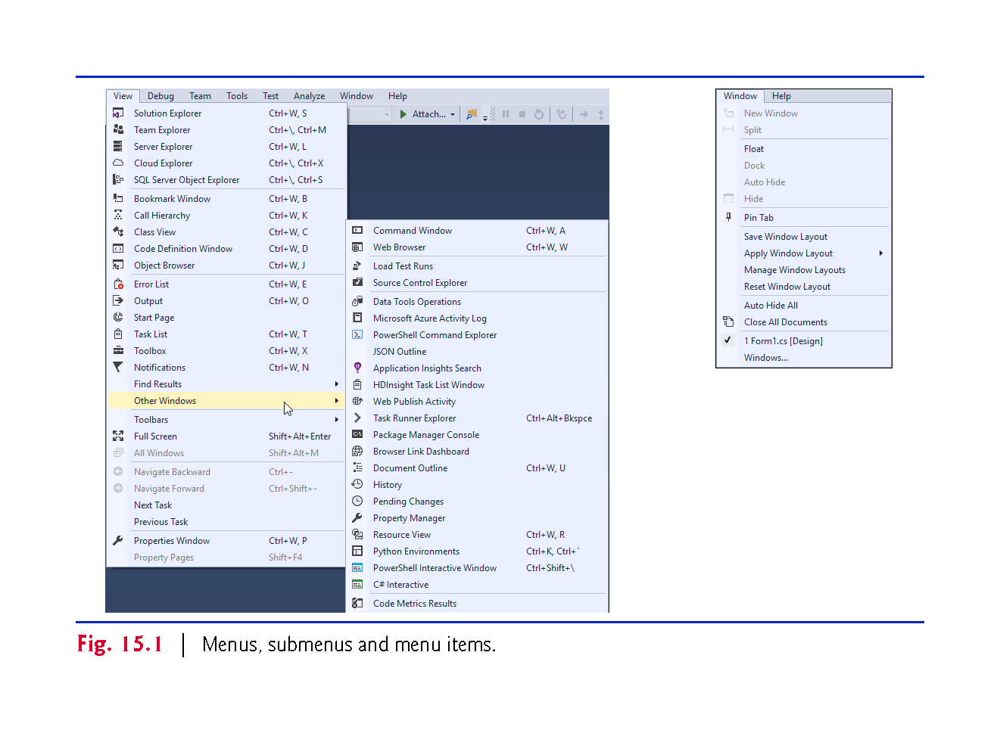 View Debug Team Tools Test Analyze Window Help
Attach...
Solution Explorer Ctrl+W, S
Team Explorer Ctrl+\, Ctrl+M
Server Explorer Ctrl+W, L
Cloud Explorer Ctrl+\, Ctrl+X
SQL Server Object Explorer Ctrl+\, Ctrl+S
Bookmark Window Ctrl+W, B
Call Hierarchy Ctrl+W, K
Class View Ctrl+W, C
Code Definition Window Ctrl+W, D
Object Browser Ctrl+W, J
Error List Ctrl+W, E
Output Ctrl+W, O
Start Page
Task List Ctrl+W, T
Toolbox Ctrl+W, X
Notifications Ctrl+W, N
Find Results
Other Windows
Toolbars
Full Screen Shift+Alt+Enter
All Windows Shift+Alt+M
Navigate Backward Ctrl+-
Navigate Forward Ctrl+Shift+-
Next Task
Previous Task
Properties Window Ctrl+W, P
Property Pages Shift+F4
Command Window Ctrl+W, A
Web Browser Ctrl+W, W
Load Test Runs
Source Control Explorer
Data Tools Operations
Microsoft Azure Activity Log
PowerShell Command Explorer
JSON Outline
Application Insights Search
HDInsight Task List Window
Web Publish Activity
Task Runner Explorer Ctrl+Alt+Bkspce
Package Manager Console
Browser Link Dashboard
Document Outline Ctrl+W, U
History
Pending Changes
Property Manager
Resource View Ctrl+W, R
Python Environments Ctrl+K, Ctrl+`
PowerShell Interactive Window Ctrl+Shift+\
C# Interactive
Code Metrics Results
Window Help
New Window
Split
Float
Dock
Auto Hide
Hide
Pin Tab
Save Window Layout
Apply Window Layout
Manage Window Layouts
Reset Window Layout
Auto Hide All
Close All Documents
1 Form1.cs [Design]
Windows...
Fig. 15.1 | Menus, submenus and menu items.